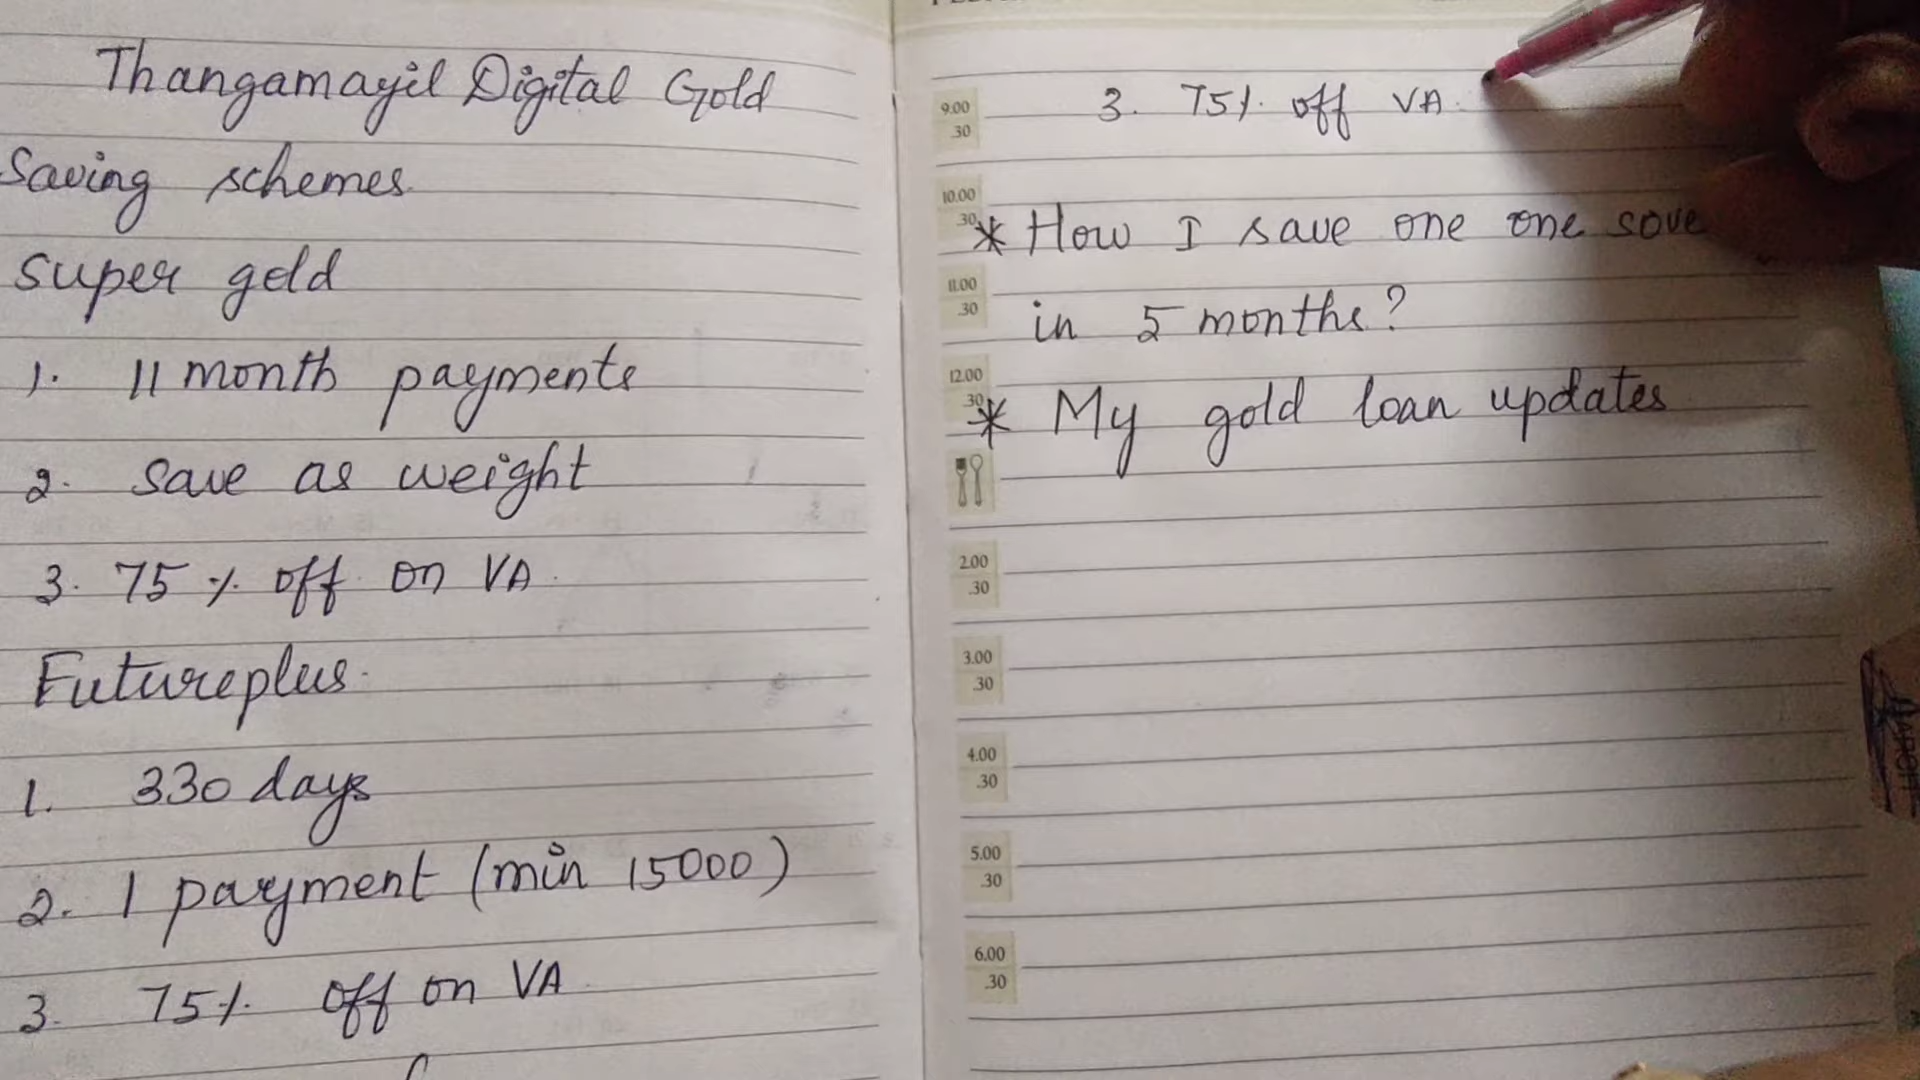 Thangamayil Digital Gold
Saving schemes
Super gold
1. 11 month payments
2. Save as weight
3. 75 % off on VA.
Futureplus.
1. 330 days
2. 1 payment (min 15000)
3. 75% off on VA
9.00
.30
3. 75% off VA.
10.00
.30
* How I save one one
11.00
.30
in 5 months?
12.00
.30
* My gold loan updates
2.00
.30
3.00
.30
4.00
.30
5.00
.30
6.00
.30